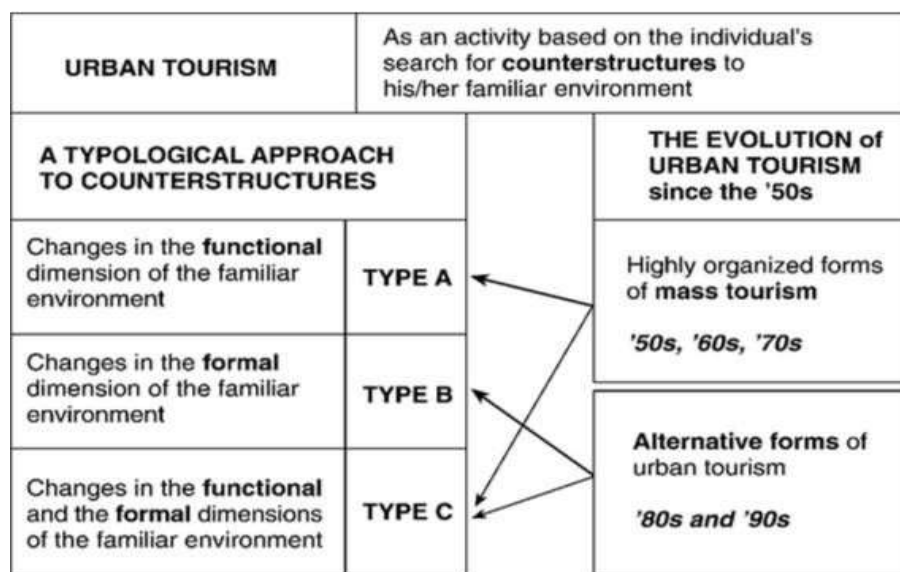 URBAN TOURISM
As an activity based on the individual's
search for counterstructures to
his/her familiar environment
A TYPOLOGICAL APPROACH
TO COUNTERSTRUCTURES
THE EVOLUTION of
URBAN TOURISM
since the '50s
Changes in the functional
dimension of the familiar
environment
TYPE A
Highly organized forms
of mass tourism
'50s, '60s, '70s
Changes in the formal
dimension of the familiar
environment
TYPE B
Alternative forms of
urban tourism
'80s and '90s
Changes in the functional
and the formal dimensions
of the familiar environment
TYPE C